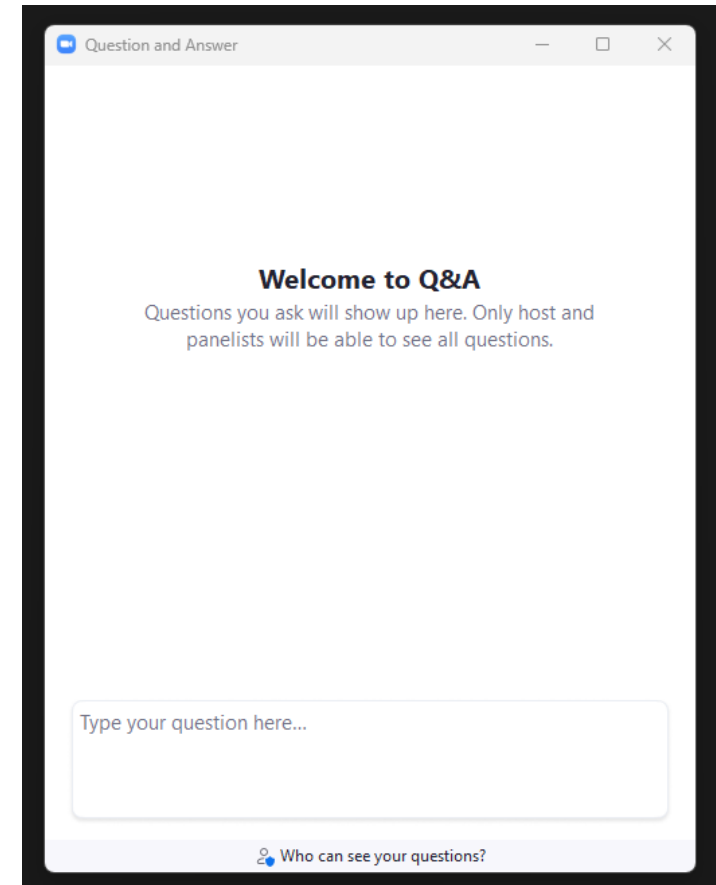 Question and Answer
Welcome to Q&A
Questions you ask will show up here. Only host and
panelists will be able to see all questions.
Type your question here...
Who can see your questions?